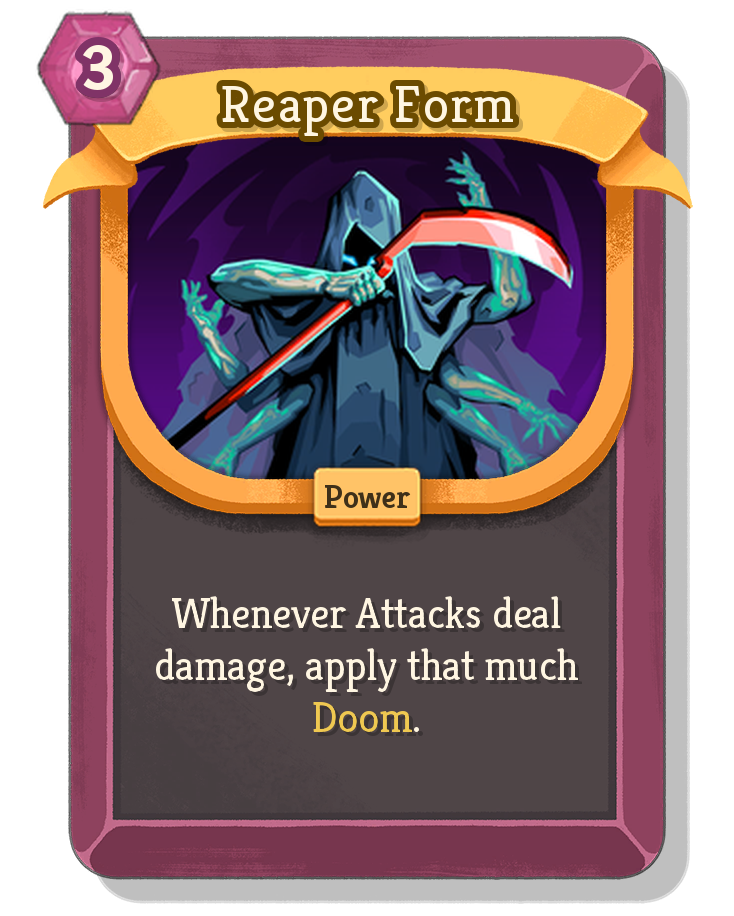 3
Reaper Form
Power
Whenever Attacks deal
damage, apply that much
Doom.